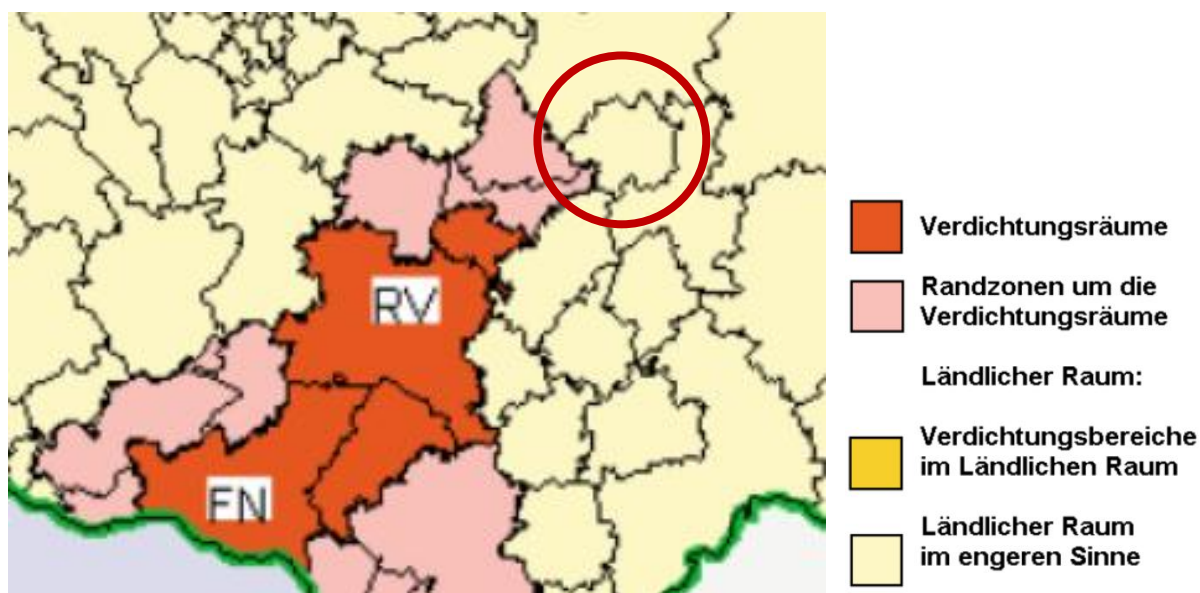 RV
FN
Verdichtungsräume
Randzonen um die
Verdichtungsräume
Ländlicher Raum:
Verdichtungsbereiche
im Ländlichen Raum
Ländlicher Raum
im engeren Sinne